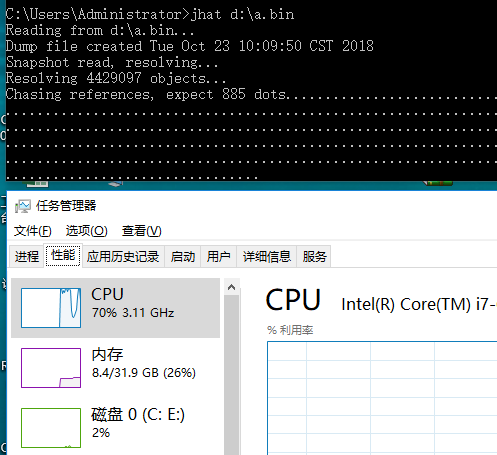 C:\Users\Administrator>jhat d:\a.bin
Reading from d:\a.bin...
Dump file created Tue Oct 23 10:09:50 CST 2018
Snapshot read, resolving...
Resolving 4429097 objects...
Chasing references, expect 885 dots...............................
任务管理器
文件(F) 选项(O) 查看(V)
进程 性能 应用历史记录 启动 用户 详细信息 服务
CPU
70% 3.11 GHz
内存
8.4/31.9 GB (26%)
磁盘 0 (C: E:)
2%
CPU Intel(R) Core(TM) i7-
% 利用率